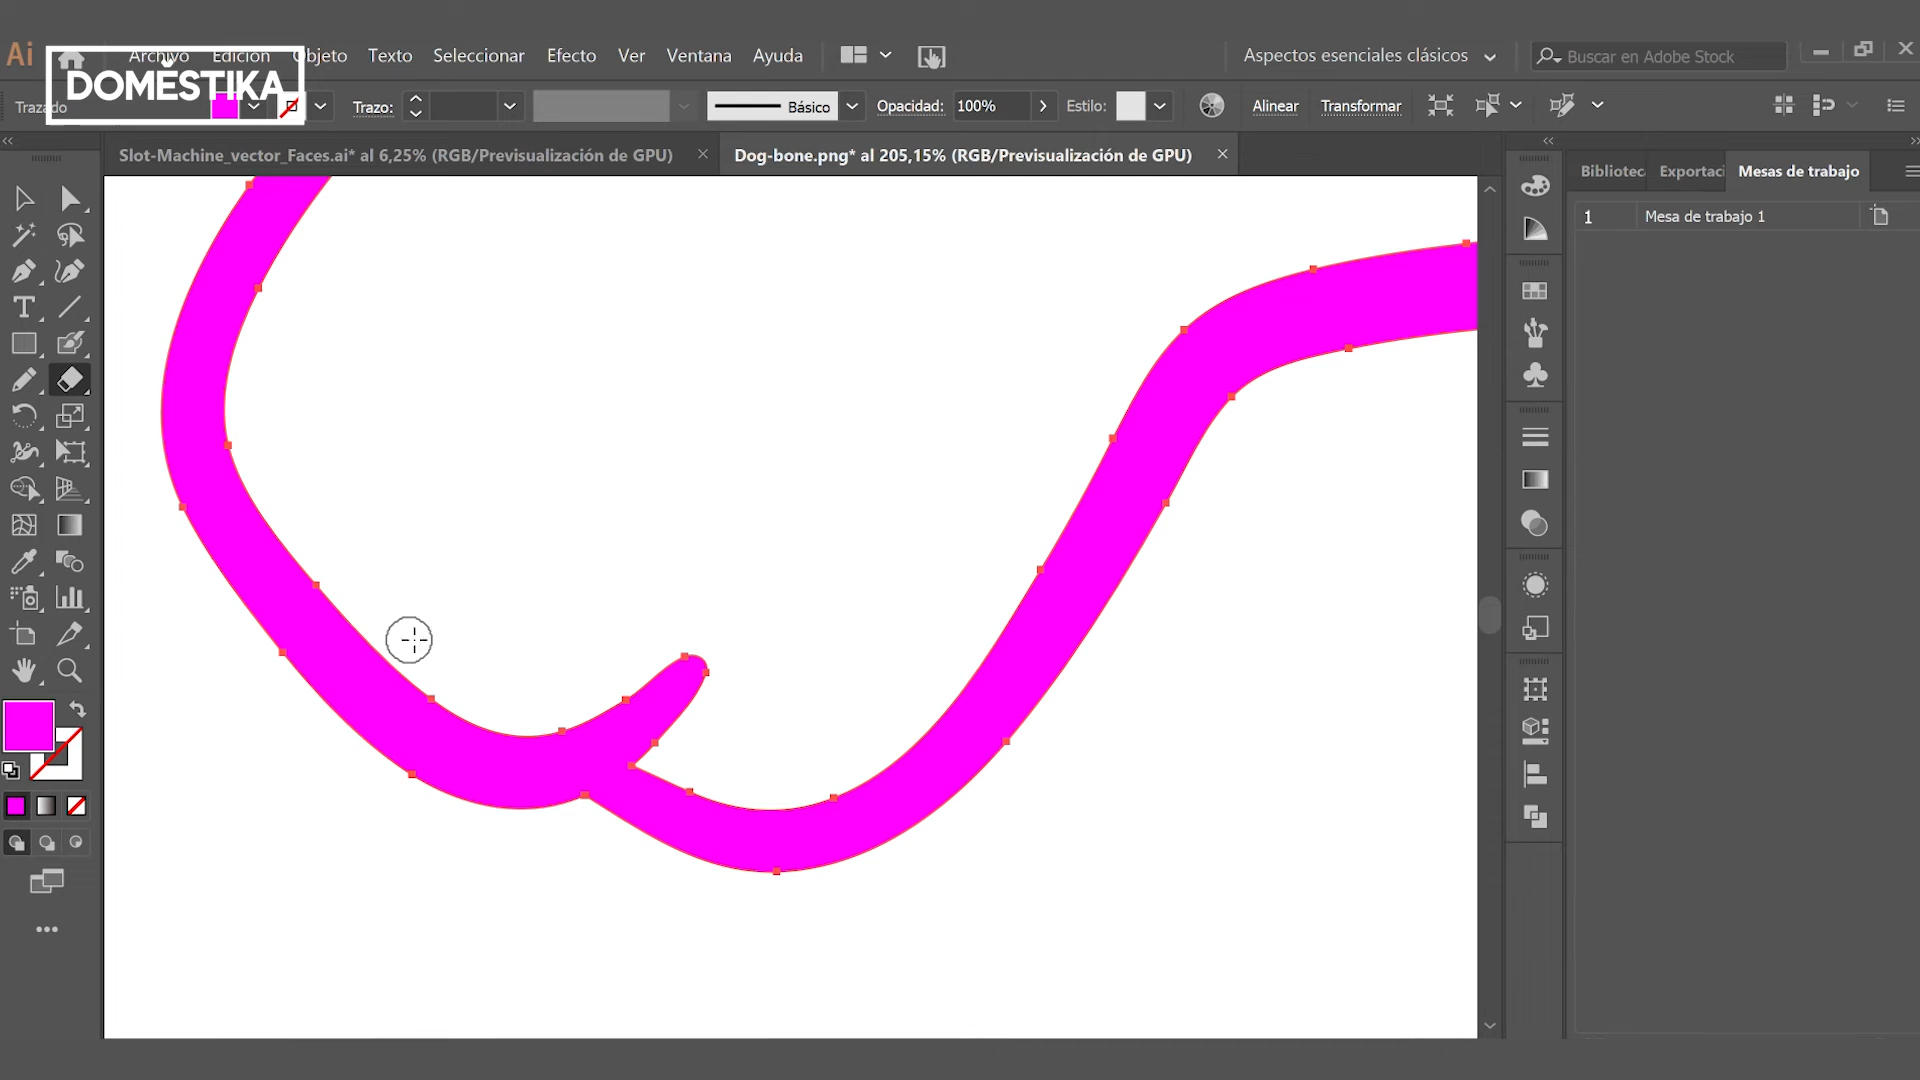 Ai Archivo Edición Objeto Texto Seleccionar Efecto Ver Ventana Ayuda Aspectos esenciales clásicos Buscar en Adobe Stock
DOMESTIKA
Trazado Trazo: Básico Opacidad: 100% Estilo: Alinear Transformar
Slot-Machine_vector_Faces.ai* al 6,25% (RGB/Previsualización de GPU) Dog-bone.png* al 205,15% (RGB/Previsualización de GPU)
Bibliotec Exportaci Mesas de trabajo
1 Mesa de trabajo 1